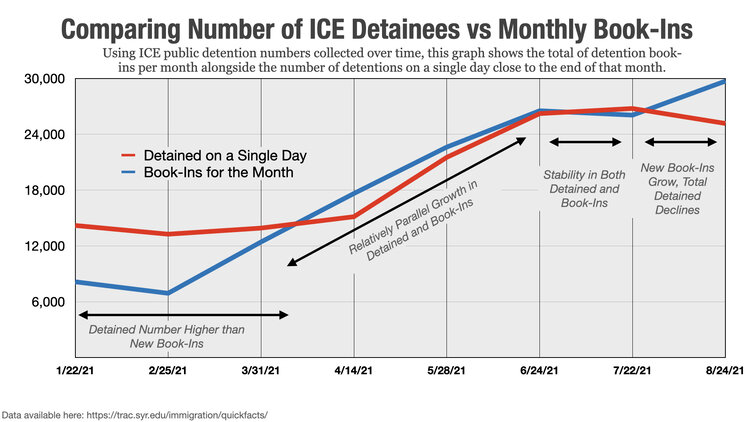 Comparing Number of ICE Detainees vs Monthly Book-Ins
Using ICE public detention numbers collected over time, this graph shows the total of detention book-
ins per month alongside the number of detentions on a single day close to the end of that month.
30,000
24,000
18,000
12,000
6,000
Detained on a Single Day
Book-Ins for the Month
Detained Number Higher than
New Book-Ins
Relatively Parallel Growth in
Detained and Book-Ins
Stability in Both
Detained and
Book-Ins
New Book-Ins
Grow, Total
Detained
Declines
1/22/21
2/25/21
3/31/21
4/14/21
5/28/21
6/24/21
7/22/21
8/24/21
Data available here: https://trac.syr.edu/immigration/quickfacts/